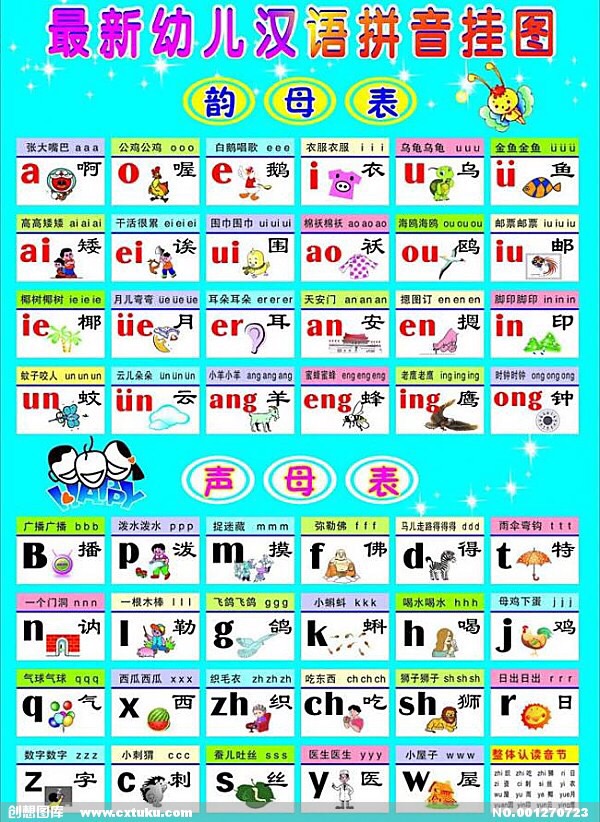 最新幼儿汉语拼音挂图
韵母表
张大嘴巴 a a a
a 啊
公鸡公鸡 o o o
o 喔
白鹅唱歌 e e e
e 鹅
衣服衣服 i i i
i 衣
乌龟乌龟 u u u
u 乌
金鱼金鱼 ü ü ü
ü 鱼
高高矮矮 ai ai ai
ai 矮
干活很累 ei ei ei
ei 诶
围巾围巾 ui ui ui
ui 围
棉袄棉袄 ao ao ao
ao 袄
海鸥海鸥 ou ou ou
ou 鸥
邮票邮票 iu iu iu
iu 邮
椰树椰树 ie ie ie
ie 椰
月儿弯弯 üe üe üe
üe 月
耳朵耳朵 er er er
er 耳
天安门 an an an
an 安
摁图订 en en en
en 摁
脚印脚印 in in in
in 印
蚊子咬人 un un un
un 蚊
云儿朵朵 ün ün ün
ün 云
小羊小羊 ang ang ang
ang 羊
蜜蜂蜜蜂 eng eng eng
eng 蜂
老鹰老鹰 ing ing ing
ing 鹰
时钟时钟 ong ong ong
ong 钟
HAPPY
声母表
广播广播 b b b
B 播
泼水泼水 p p p
p 泼
捉迷藏 m m m
m 摸
弥勒佛 f f f
f 佛
马儿走路得得得 d d d
d 得
雨伞弯钩 t t t
t 特
一个门洞 n n n
n 讷
一根木棒 l l l
l 勒
飞鸽飞鸽 g g g
g 鸽
小蝌蚪 k k k
k 蝌
喝水喝水 h h h
h 喝
母鸡下蛋 j j j
j 鸡
气球气球 q q q
q 气
西瓜西瓜 x x x
x 西
织毛衣 zh zh zh
zh 织
吃东西 ch ch ch
ch 吃
狮子狮子 sh sh sh
sh 狮
日出日出 r r r
r 日
数字数字 z z z
z 字
小刺猬 c c c
c 刺
蚕儿吐丝 s s s
s 丝
医生医生 y y y
y 医
小屋子 w w w
w 屋
整体认读音节
zhi 织 chi 吃 shi 狮 ri 日
创想图库 www.cxtuku.com
NO.001270723